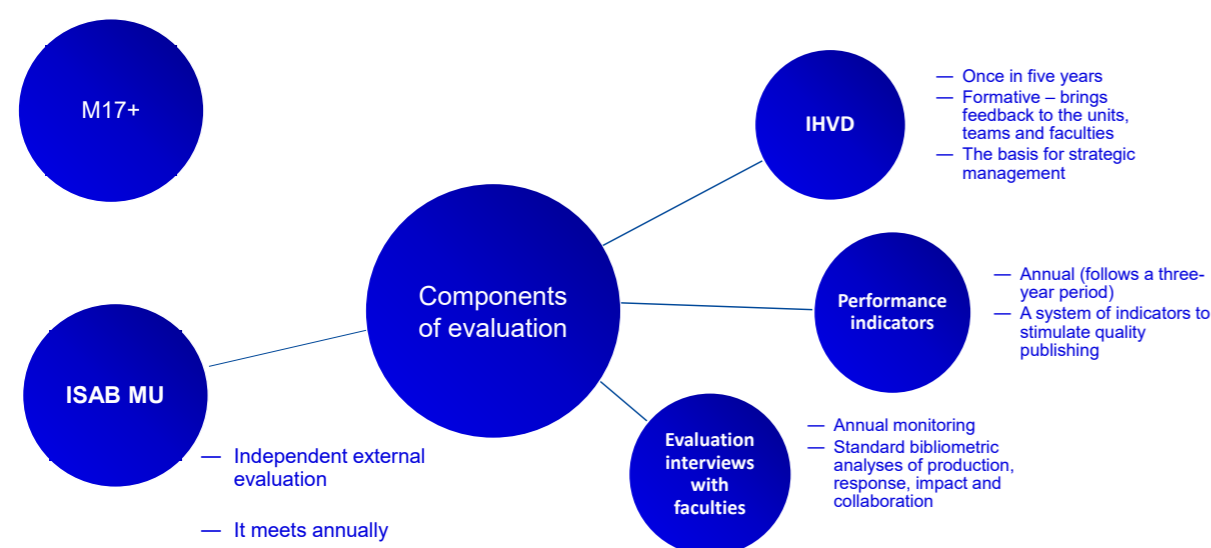 M17+
IHVD
— Once in five years
— Formative – brings
feedback to the units,
teams and faculties
— The basis for strategic
management
Components
of evaluation
Performance
indicators
— Annual (follows a three-
year period)
— A system of indicators to
stimulate quality
publishing
ISAB MU
— Independent external
evaluation
— It meets annually
Evaluation
interviews
with
faculties
— Annual monitoring
— Standard bibliometric
analyses of production,
response, impact and
collaboration